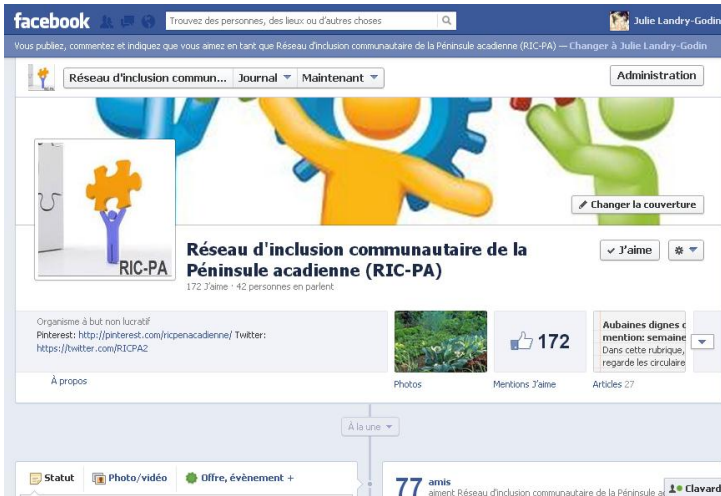 facebook
Trouvez des personnes, des lieux ou d'autres choses
Julie Landry-Godin
Vous publiez, commentez et indiquez que vous aimez en tant que Réseau d'inclusion communautaire de la Péninsule acadienne (RIC-PA) — Changer à Julie Landry-Godin
Réseau d'inclusion commun... Journal Maintenant
Administration
Changer la couverture
RIC-PA
Réseau d'inclusion communautaire de la
Péninsule acadienne (RIC-PA)
J'aime
172 J'aime · 42 personnes en parlent
Organisme à but non lucratif
Pinterest: http://pinterest.com/ricpenacadienne/ Twitter:
https://twitter.com/RICPA2
À propos
172
Aubaines dignes
mention: semaine
Dans cette rubrique,
regarde les circulaire
Photos
Mentions J'aime
Articles 27
À la une
Statut
Photo/vidéo
Offre, évènement +
77 amis
aiment Réseau d'inclusion communautaire de la Péninsule
Clavard